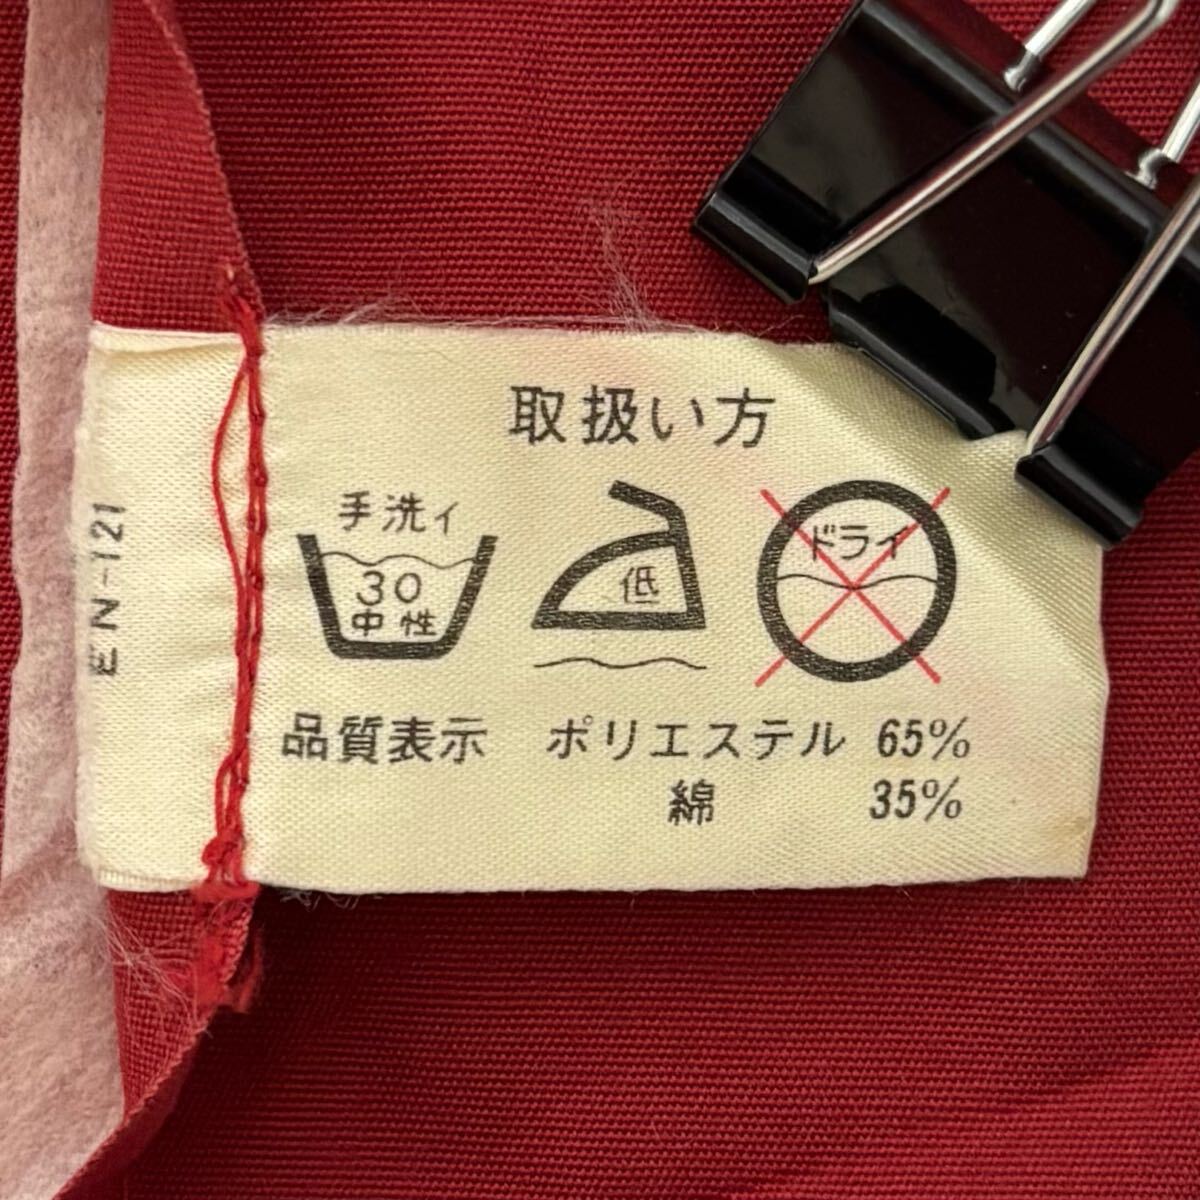 取扱い方
手洗イ
30
中性
低
ドライ
品質表示 ポリエステル 65%
綿 35%
EN-121